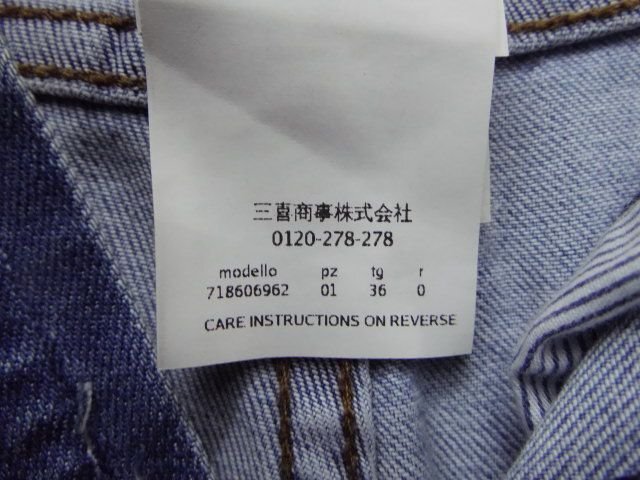 三喜商事株式会社
0120-278-278
modello pz tg r
718606962 01 36 0
CARE INSTRUCTIONS ON REVERSE